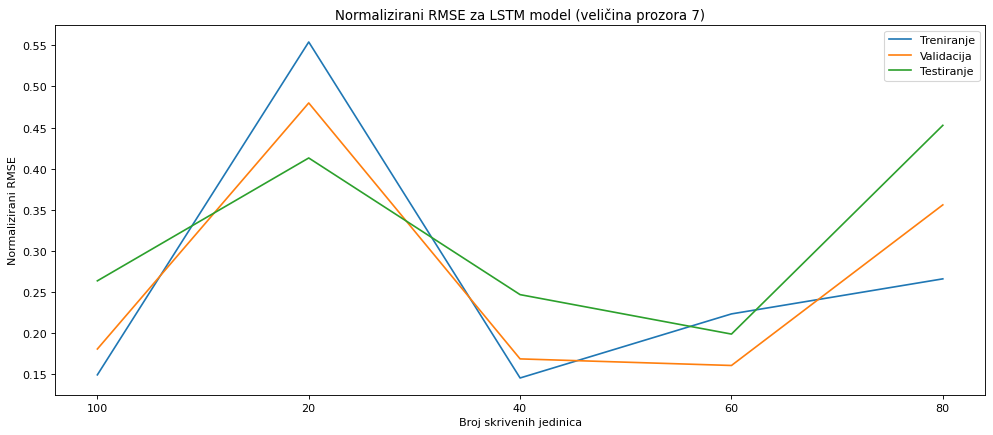 Normalizirani RMSE za LSTM model (veličina prozora 7)
Treniranje
Validacija
Testiranje
Normalizirani RMSE
0.55
0.50
0.45
0.40
0.35
0.30
0.25
0.20
0.15
100 20 40 60 80
Broj skrivenih jedinica